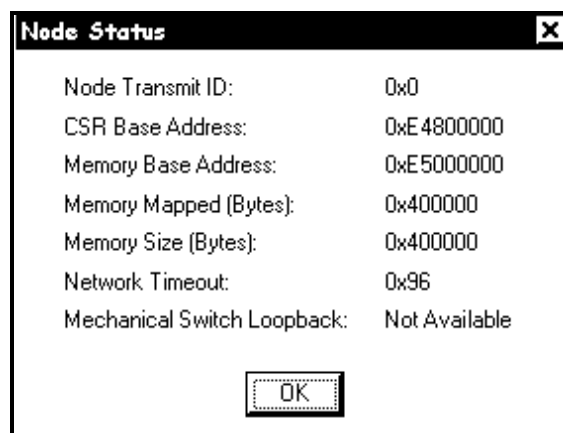 Node Status
Node Transmit ID: 0x0
CSR Base Address: 0xE4800000
Memory Base Address: 0xE5000000
Memory Mapped (Bytes): 0x400000
Memory Size (Bytes): 0x400000
Network Timeout: 0x96
Mechanical Switch Loopback: Not Available
OK